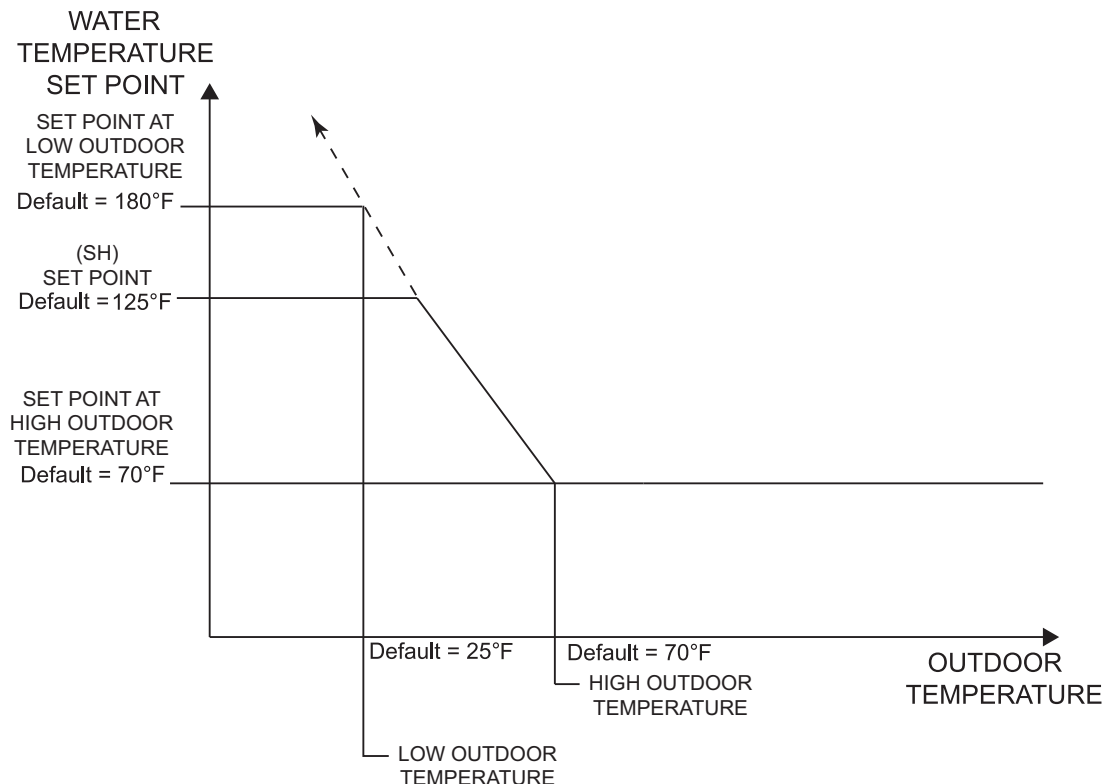 WATER
TEMPERATURE
SET POINT
SET POINT AT
LOW OUTDOOR
TEMPERATURE
Default = 180°F
(SH)
SET POINT
Default = 125°F
SET POINT AT
HIGH OUTDOOR
TEMPERATURE
Default = 70°F
Default = 25°F
Default = 70°F
OUTDOOR
TEMPERATURE
HIGH OUTDOOR
TEMPERATURE
LOW OUTDOOR
TEMPERATURE